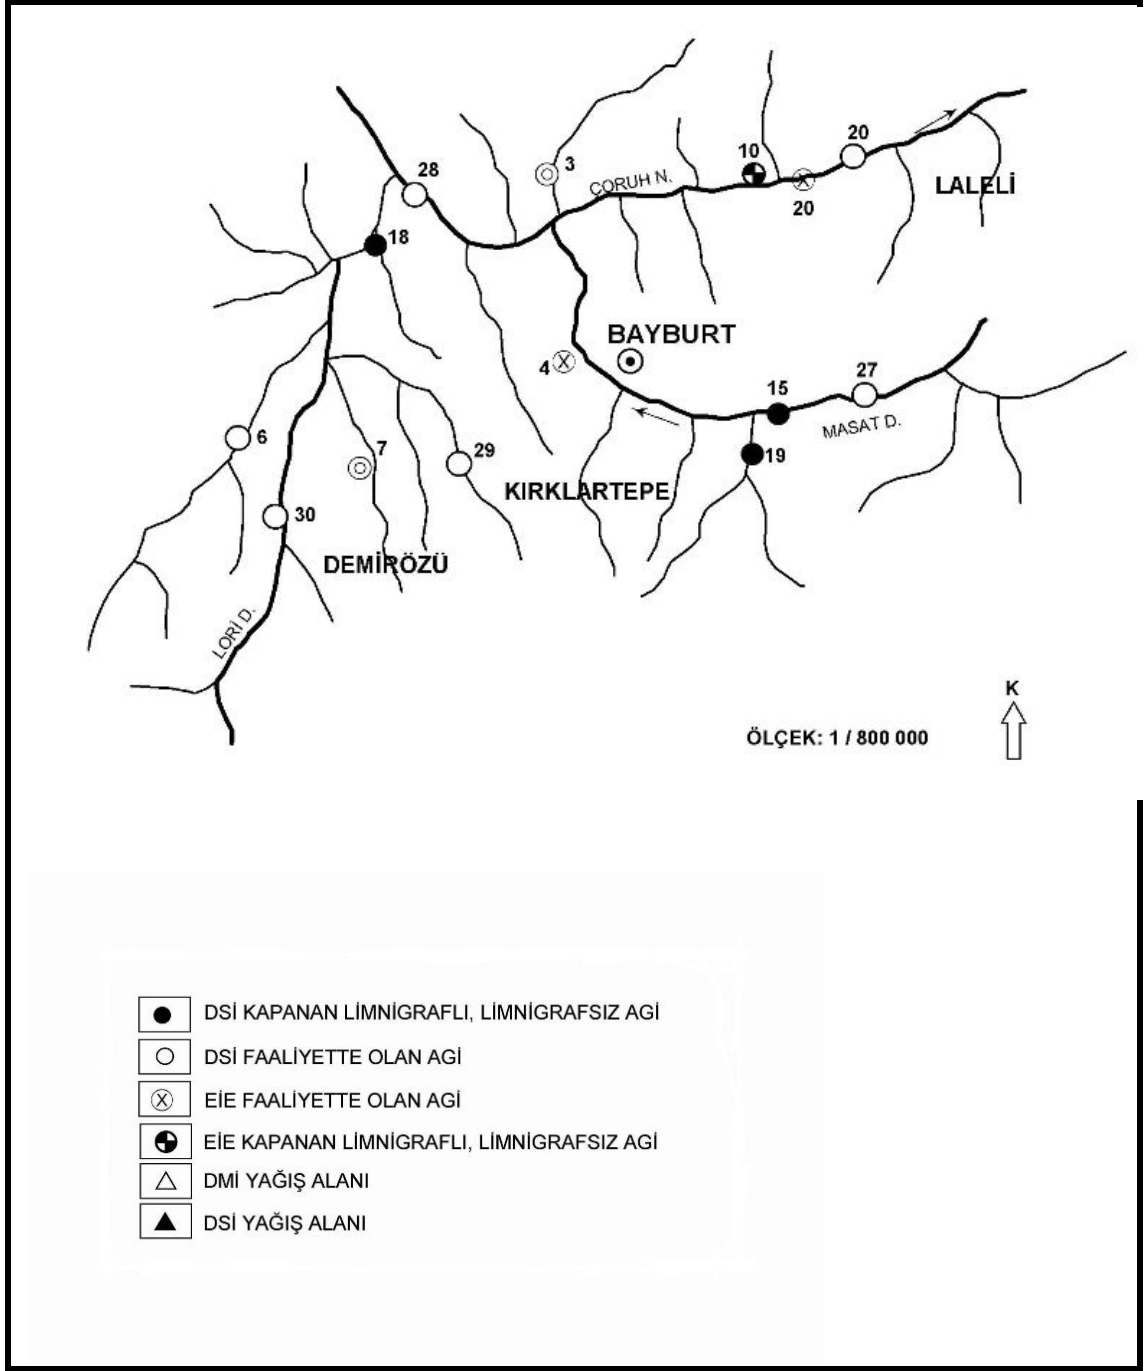 3
28
10
20
ÇORUH N.
LALELİ
20
18
BAYBURT
4
27
15
MASAT D.
6
7
29
19
KIRKLARTEPE
30
DEMİRÖZÜ
LORİ D.
K
ÖLÇEK: 1 / 800 000
DSİ KAPANAN LİMNİGRAFLI, LİMNİGRAFSIZ AGİ
DSİ FAALİYETTE OLAN AGİ
EİE FAALİYETTE OLAN AGİ
EİE KAPANAN LİMNİGRAFLI, LİMNİGRAFSIZ AGİ
DMİ YAĞIŞ ALANI
DSİ YAĞIŞ ALANI